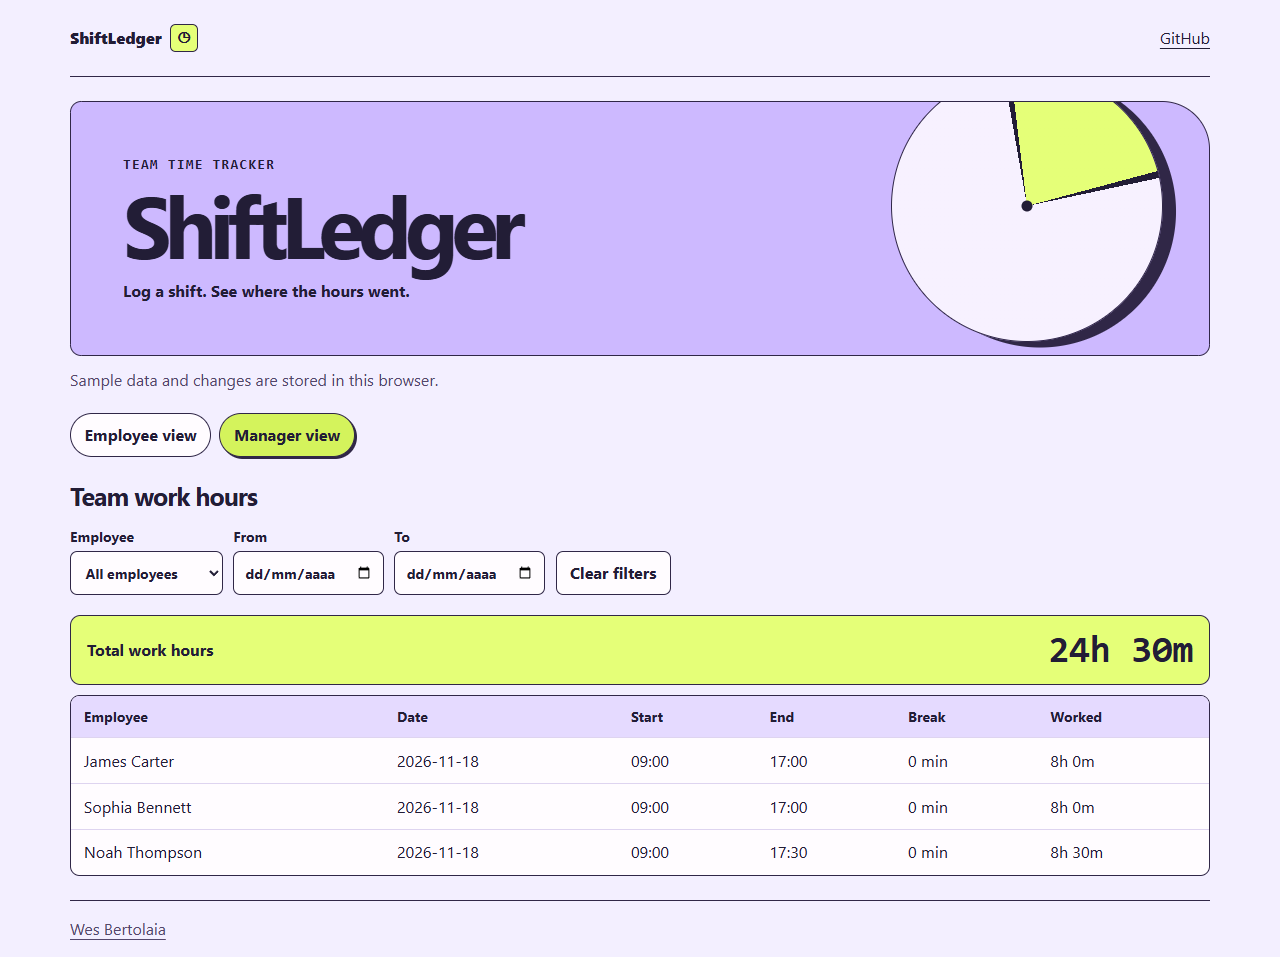 ShiftLedger
GitHub
TEAM TIME TRACKER
ShiftLedger
Log a shift. See where the hours went.
Sample data and changes are stored in this browser.
Employee view Manager view
Team work hours
Employee From To
All employees dd/mm/aaaa dd/mm/aaaa Clear filters
Total work hours 24h 30m
Employee Date Start End Break Worked
James Carter 2026-11-18 09:00 17:00 0 min 8h 0m
Sophia Bennett 2026-11-18 09:00 17:00 0 min 8h 0m
Noah Thompson 2026-11-18 09:00 17:30 0 min 8h 30m
Wes Bertolaia